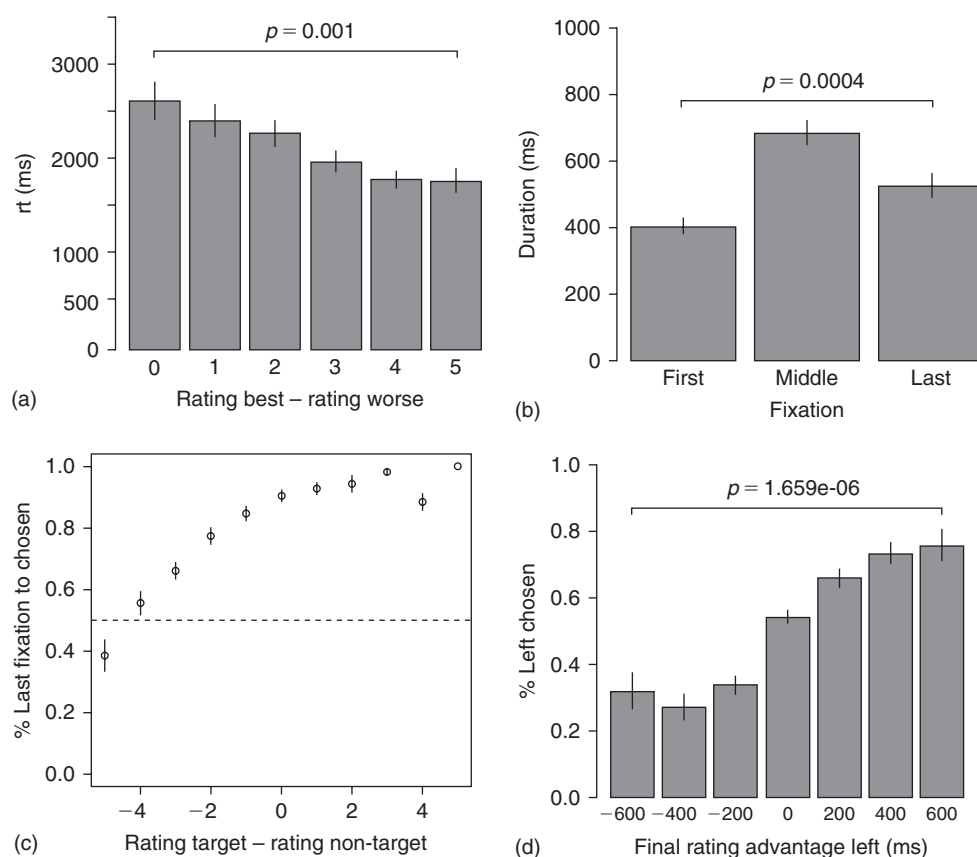 p = 0.001
3000
2000
1000
500
0
rt (ms)
0 1 2 3 4 5
(a)
Rating best – rating worse
1000
800
600
400
200
0
Duration (ms)
p = 0.0004
First Middle Last
(b)
Fixation
1.0
0.8
0.6
0.4
0.2
0.0
% Last fixation to chosen
−4 −2 0 2 4
(c)
Rating target – rating non-target
1.0
0.8
0.6
0.4
0.2
0.0
% Left chosen
p = 1.659e-06
−600 −400 −200 0 200 400 600
(d)
Final rating advantage left (ms)